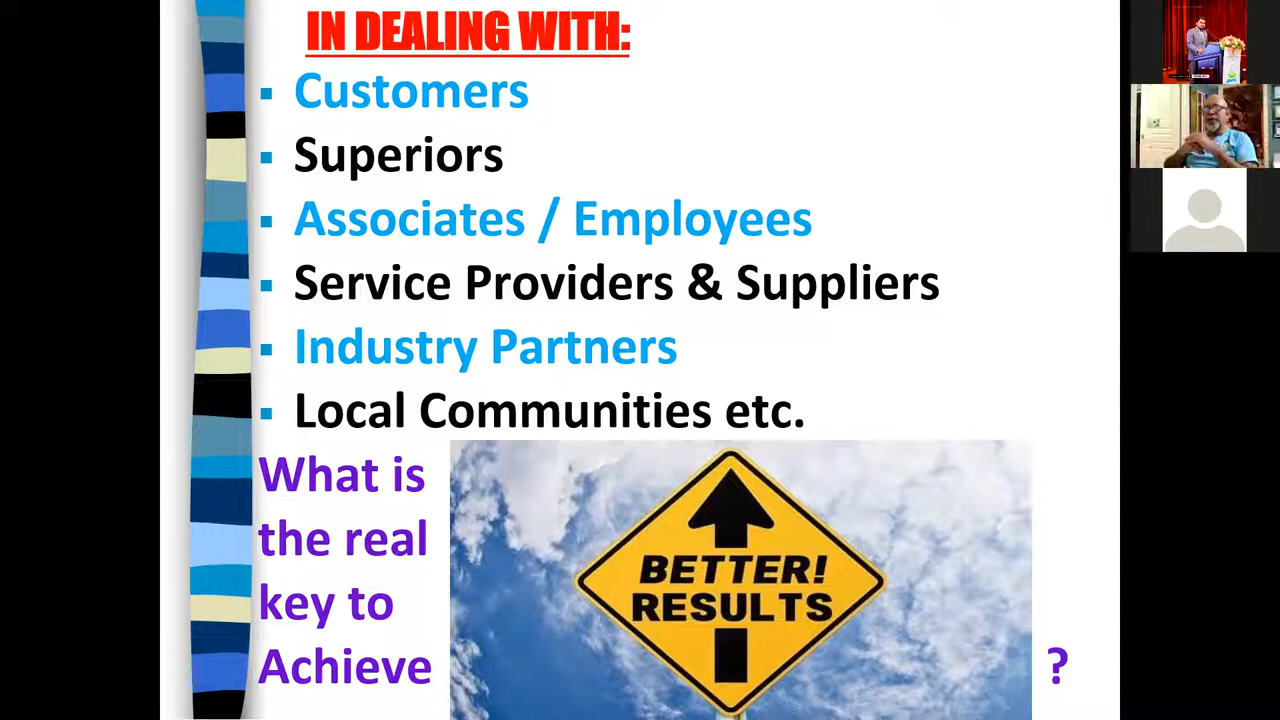 IN DEALING WITH:
▪ Customers
▪ Superiors
▪ Associates / Employees
▪ Service Providers & Suppliers
▪ Industry Partners
▪ Local Communities etc.
What is
the real
key to
Achieve
BETTER!
RESULTS
?